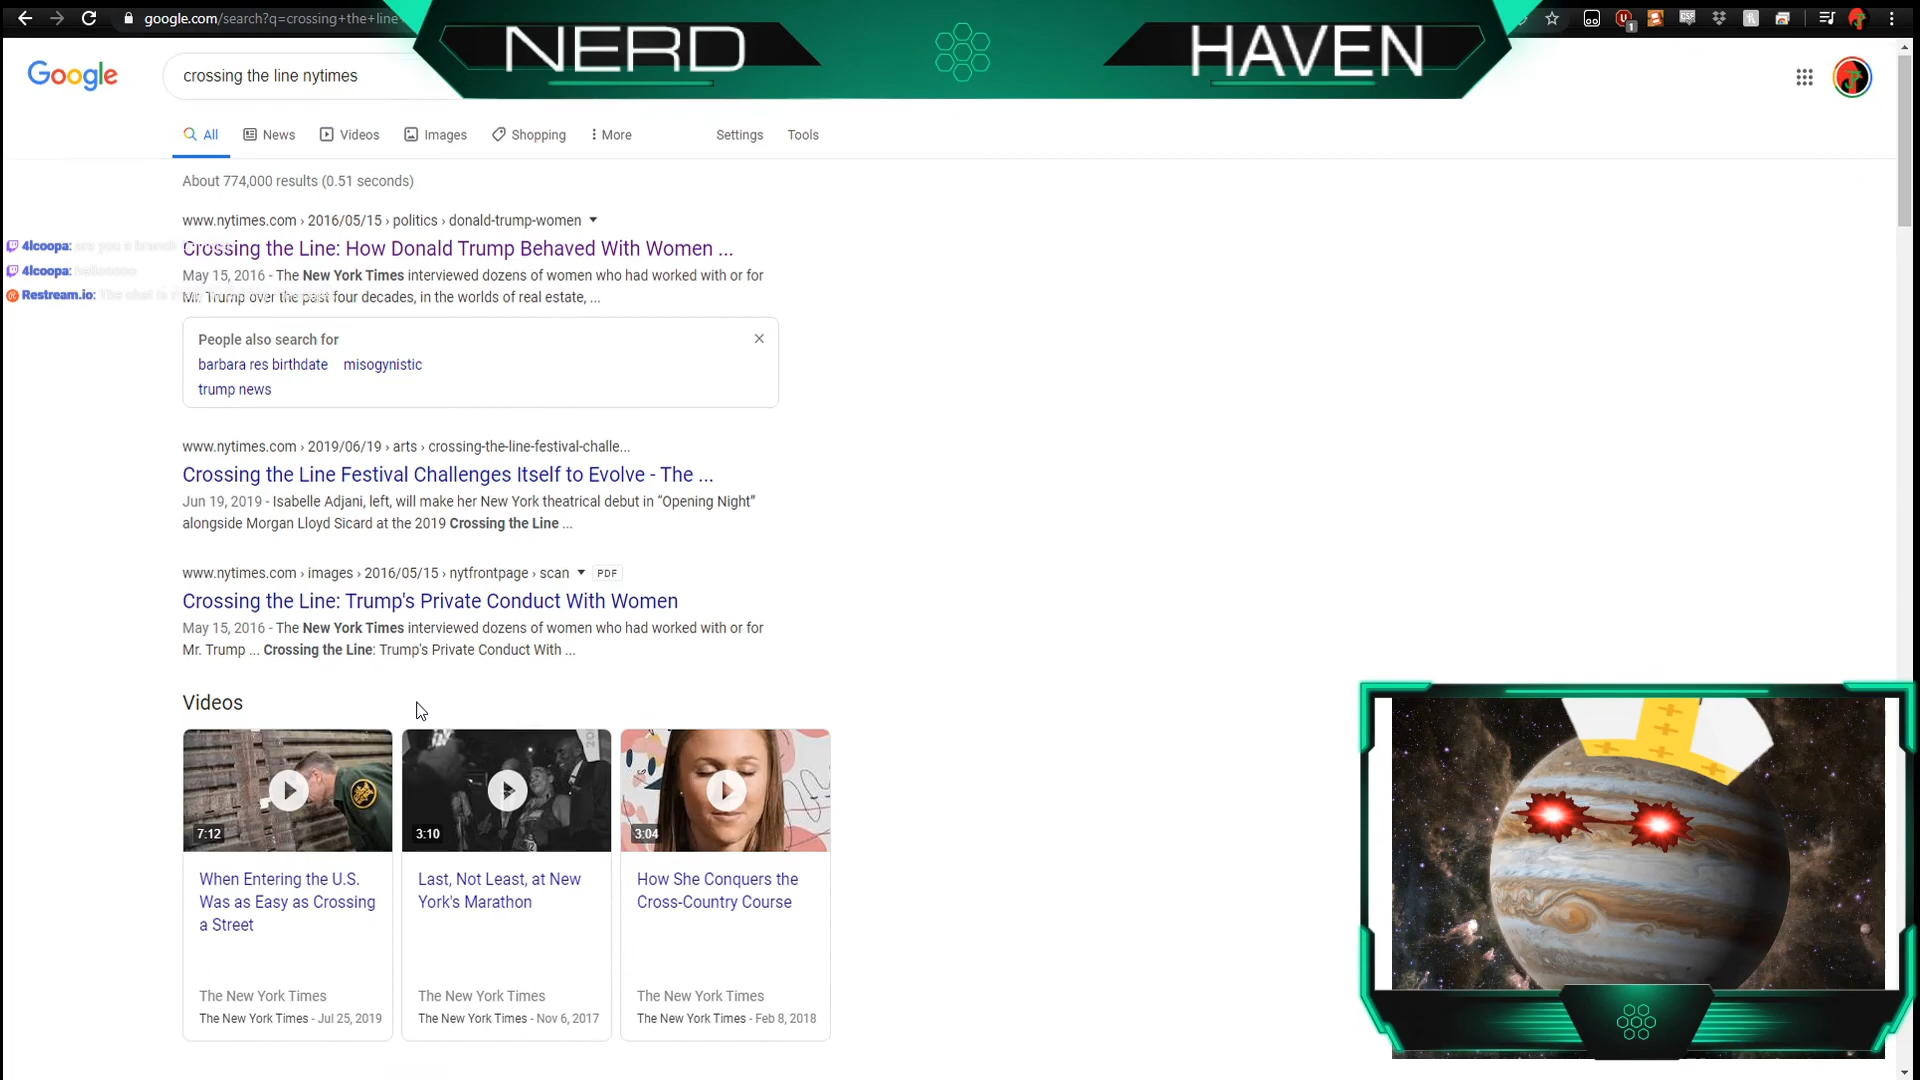 google.com/search?q=crossing+the+line
NERD HAVEN
1
Google
crossing the line nytimes
All News Videos Images Shopping More Settings Tools
About 774,000 results (0.51 seconds)
www.nytimes.com › 2016/05/15 › politics › donald-trump-women
4lcoopa: are you a
Crossing the Line: How Donald Trump Behaved With Women ...
4lcoopa: hellooooo
May 15, 2016 - The New York Times interviewed dozens of women who had worked with or for
Restream.io: The chat is
Mr. Trump over the past four decades, in the worlds of real estate, ...
People also search for
barbara res birthdate misogynistic
trump news
www.nytimes.com › 2019/06/19 › arts › crossing-the-line-festival-challe...
Crossing the Line Festival Challenges Itself to Evolve - The ...
Jun 19, 2019 - Isabelle Adjani, left, will make her New York theatrical debut in “Opening Night”
alongside Morgan Lloyd Sicard at the 2019 Crossing the Line ...
www.nytimes.com › images › 2016/05/15 › nytfrontpage › scan PDF
Crossing the Line: Trump's Private Conduct With Women
May 15, 2016 - The New York Times interviewed dozens of women who had worked with or for
Mr. Trump ... Crossing the Line: Trump's Private Conduct With ...
Videos
7:12
When Entering the U.S.
Was as Easy as Crossing
a Street
The New York Times
The New York Times - Jul 25, 2019
3:10
Last, Not Least, at New
York's Marathon
The New York Times
The New York Times - Nov 6, 2017
3:04
How She Conquers the
Cross-Country Course
The New York Times
The New York Times - Feb 8, 2018